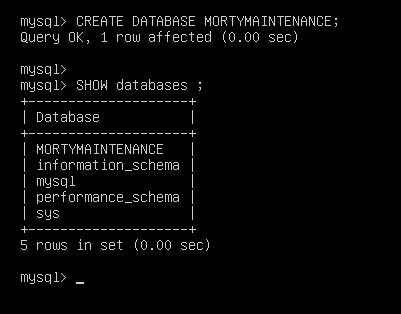 mysql> CREATE DATABASE MORTYMAINTENANCE;
Query OK, 1 row affected (0.00 sec)
mysql>
mysql> SHOW databases ;
+--------------------+
| Database           |
+--------------------+
| MORTYMAINTENANCE   |
| information_schema |
| mysql              |
| performance_schema |
| sys                |
+--------------------+
5 rows in set (0.00 sec)
mysql> _